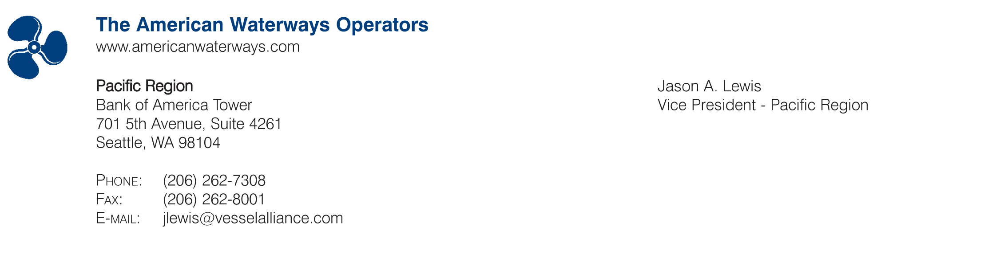 The American Waterways Operators
www.americanwaterways.com
Pacific Region
Bank of America Tower
701 5th Avenue, Suite 4261
Seattle, WA 98104
PHONE: (206) 262-7308
FAX: (206) 262-8001
E-MAIL: jlewis@vesselalliance.com
Jason A. Lewis
Vice President - Pacific Region